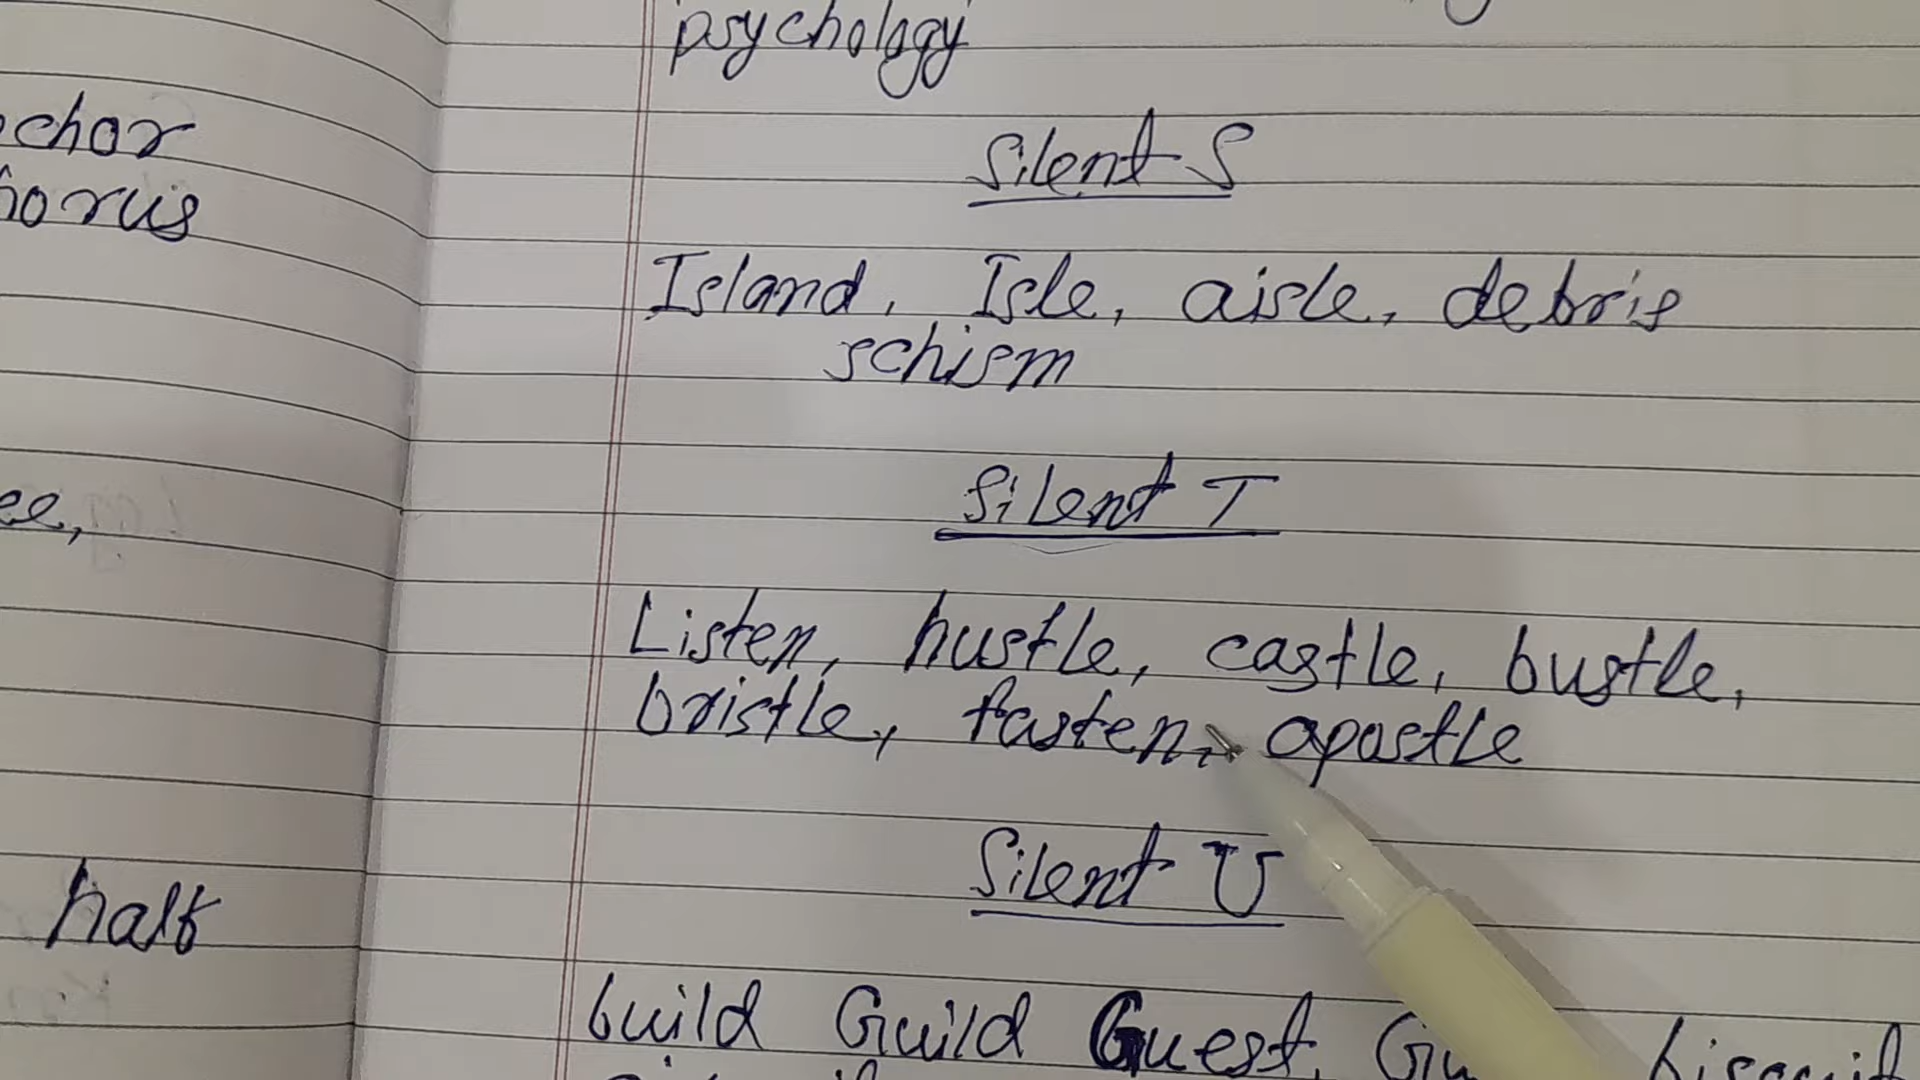 chor
horus
ee,
half
psychology
Silent S
Island, Isle, aisle, debris
schism
Silent T
Listen, hustle, castle, bustle,
bristle, fasten, apostle
Silent U
build Guild Guest,